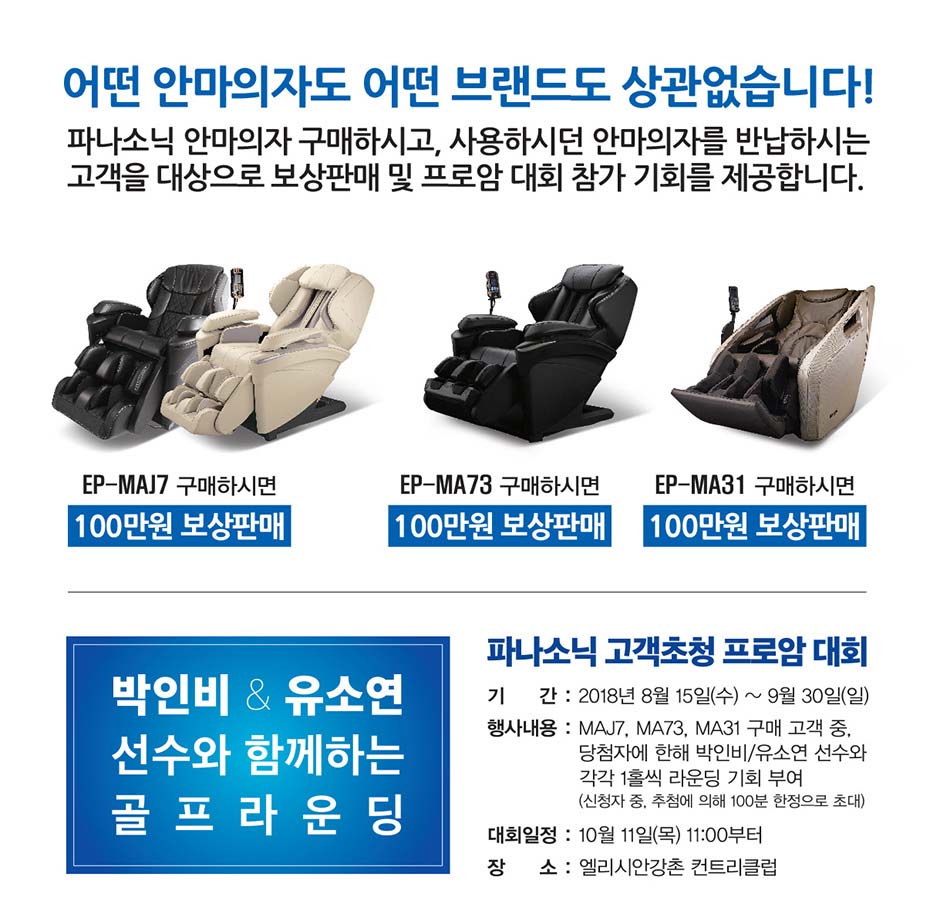 어떤 안마의자도 어떤 브랜드도 상관없습니다!
파나소닉 안마의자 구매하시고, 사용하시던 안마의자를 반납하시는
고객을 대상으로 보상판매 및 프로암 대회 참가 기회를 제공합니다.
EP-MAJ7 구매하시면
100만원 보상판매
EP-MA73 구매하시면
100만원 보상판매
EP-MA31 구매하시면
100만원 보상판매
박인비 & 유소연
선수와 함께하는
골 프 라 운 딩
파나소닉 고객초청 프로암 대회
기 간 : 2018년 8월 15일(수) ~ 9월 30일(일)
행사내용 : MAJ7, MA73, MA31 구매 고객 중,
당첨자에 한해 박인비/유소연 선수와
각각 1홀씩 라운딩 기회 부여
(신청자 중, 추첨에 의해 100분 한정으로 초대)
대회일정 : 10월 11일(목) 11:00부터
장 소 : 엘리시안강촌 컨트리클럽